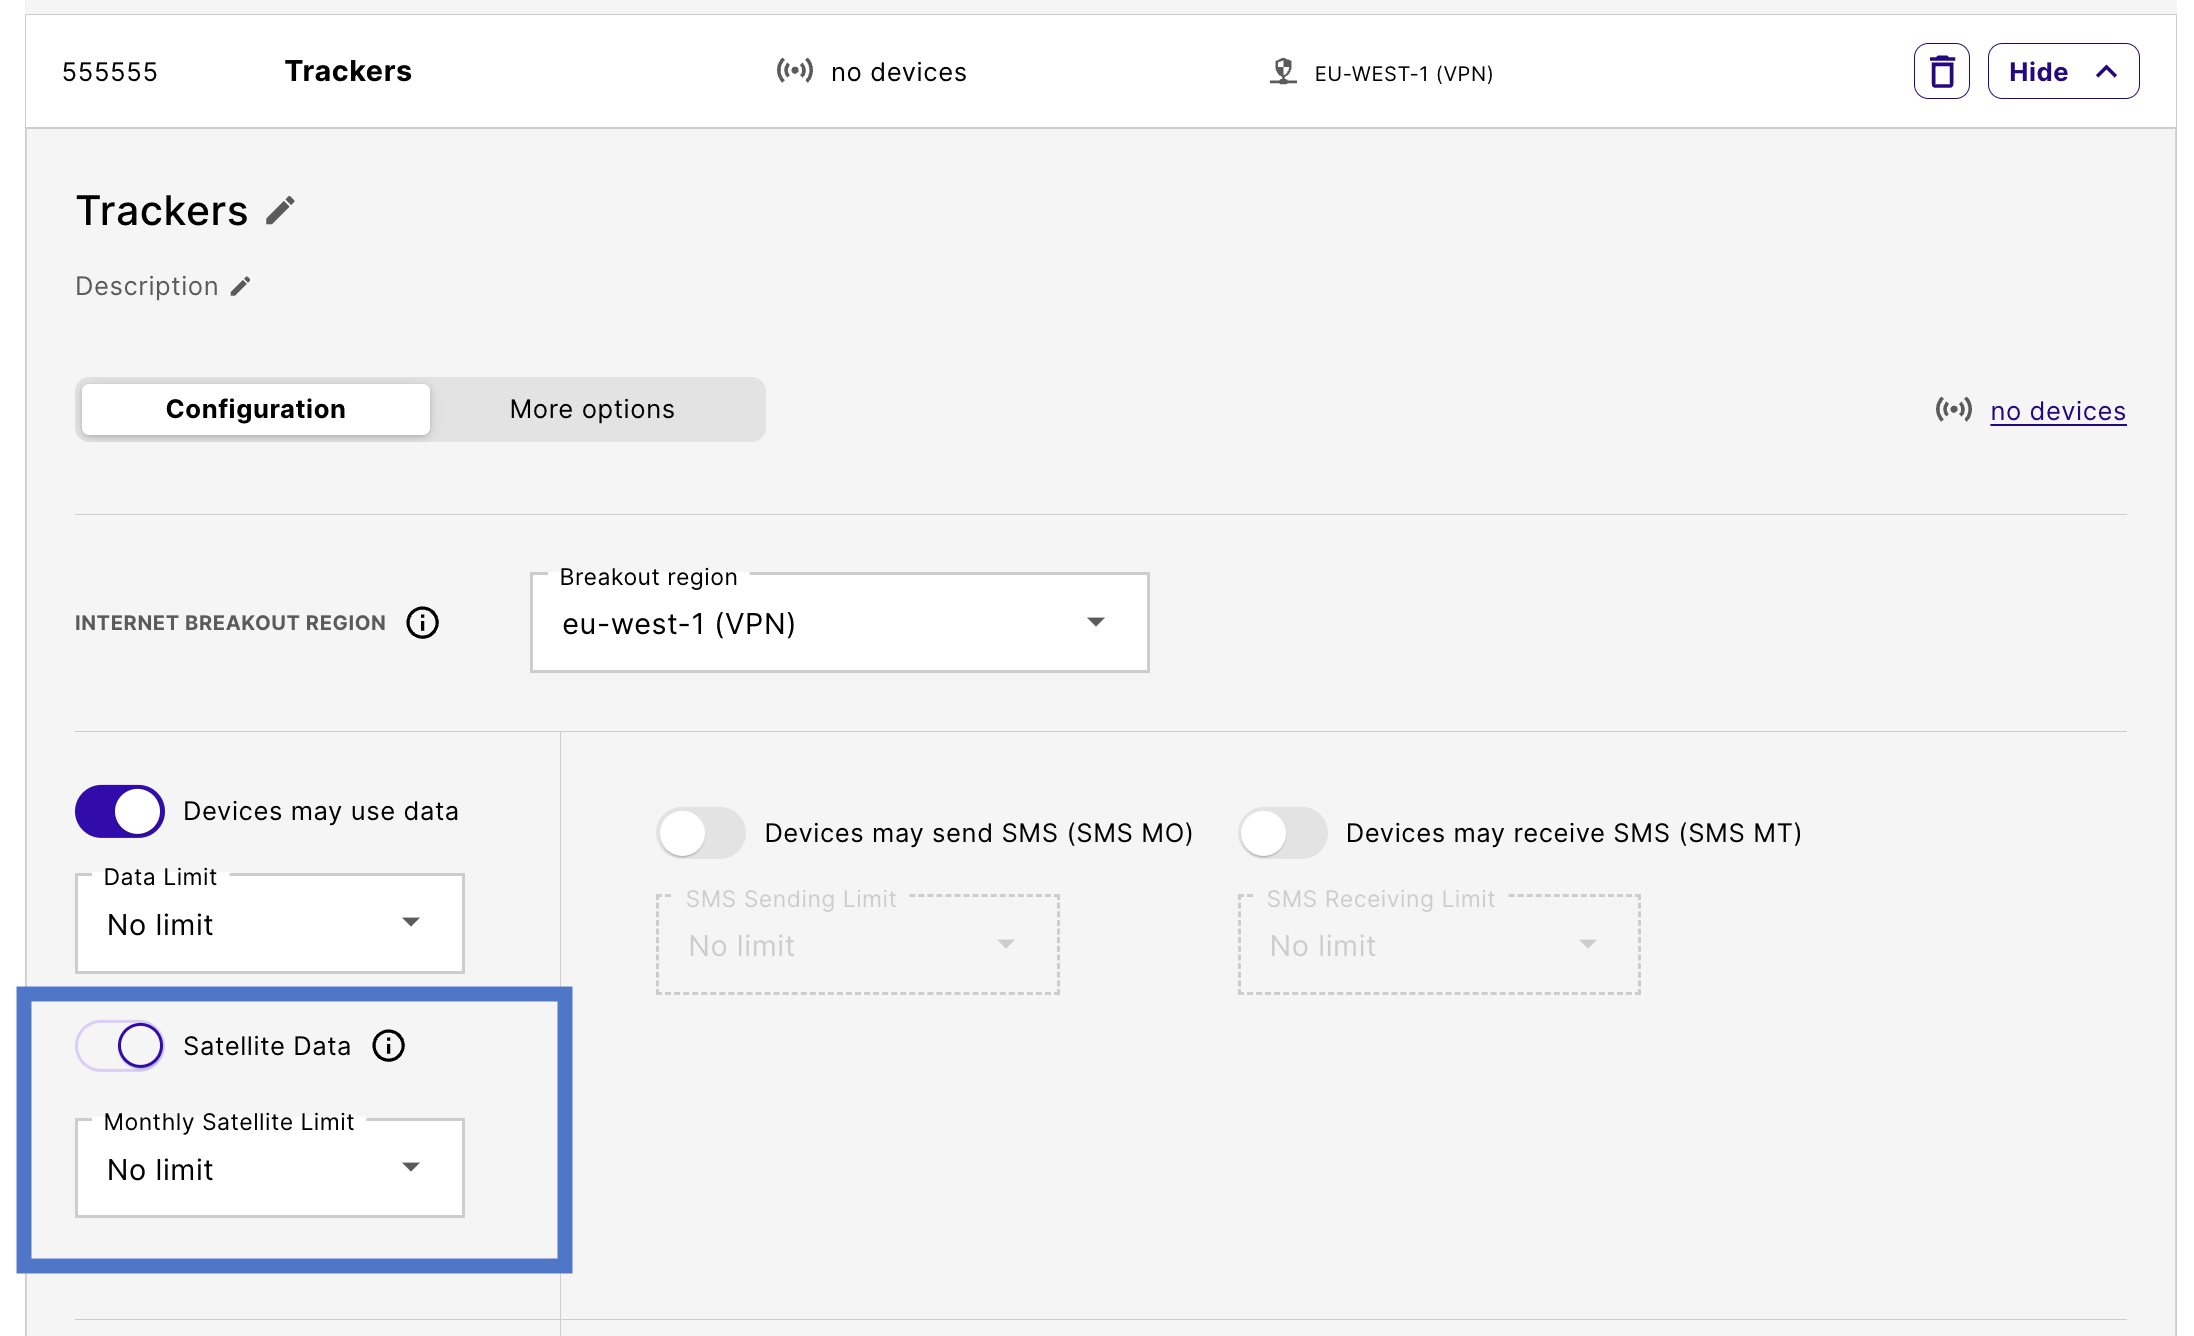 555555 Trackers no devices EU-WEST-1 (VPN) Hide
Trackers
Description
Configuration More options no devices
Breakout region
INTERNET BREAKOUT REGION eu-west-1 (VPN)
Devices may use data
Devices may send SMS (SMS MO) Devices may receive SMS (SMS MT)
Data Limit
No limit
SMS Sending Limit SMS Receiving Limit
No limit No limit
Satellite Data
Monthly Satellite Limit
No limit